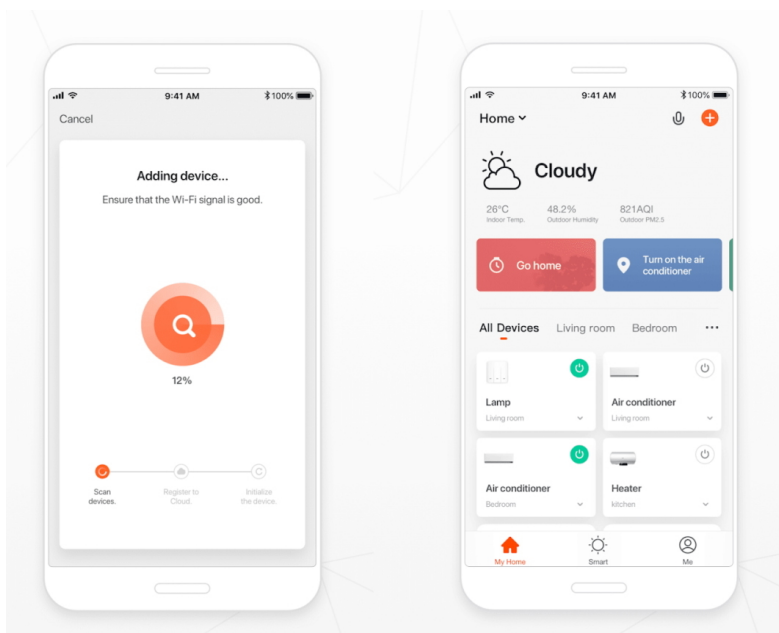 9:41 AM
100%
Cancel
Adding device...
Ensure that the Wi-Fi signal is good.
12%
Scan
devices.
Register to
Cloud.
Initialize
the device.
9:41 AM
100%
Home
Cloudy
26°C
Indoor Temp.
48.2%
Outdoor Humidity
821AQI
Outdoor PM2.5
Go home
Turn on the air
conditioner
All Devices
Living room
Bedroom
Lamp
Living room
Air conditioner
Living room
Air conditioner
Bedroom
Heater
kitchen
My Home
Smart
Me